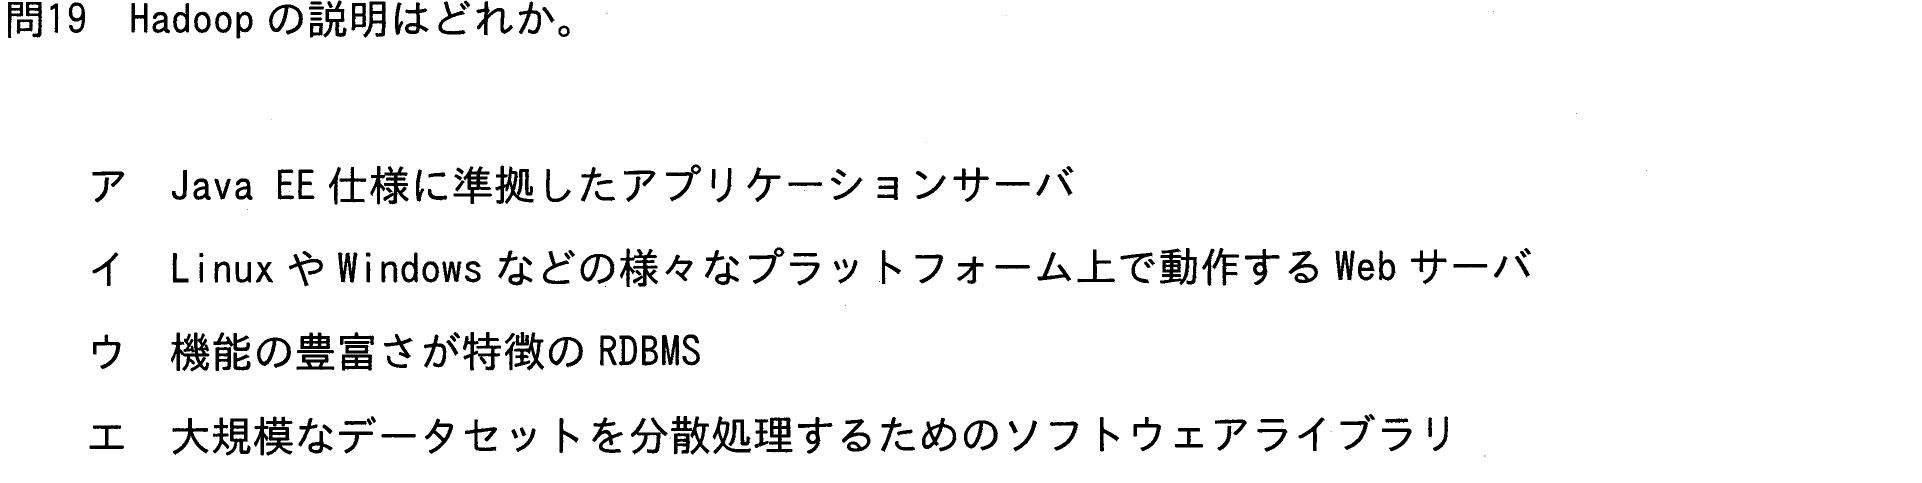 問19 Hadoop の説明はどれか。
ア Java EE 仕様に準拠したアプリケーションサーバ
イ Linux や Windows などの様々なプラットフォーム上で動作する Web サーバ
ウ 機能の豊富さが特徴の RDBMS
エ 大規模なデータセットを分散処理するためのソフトウェアライブラリ